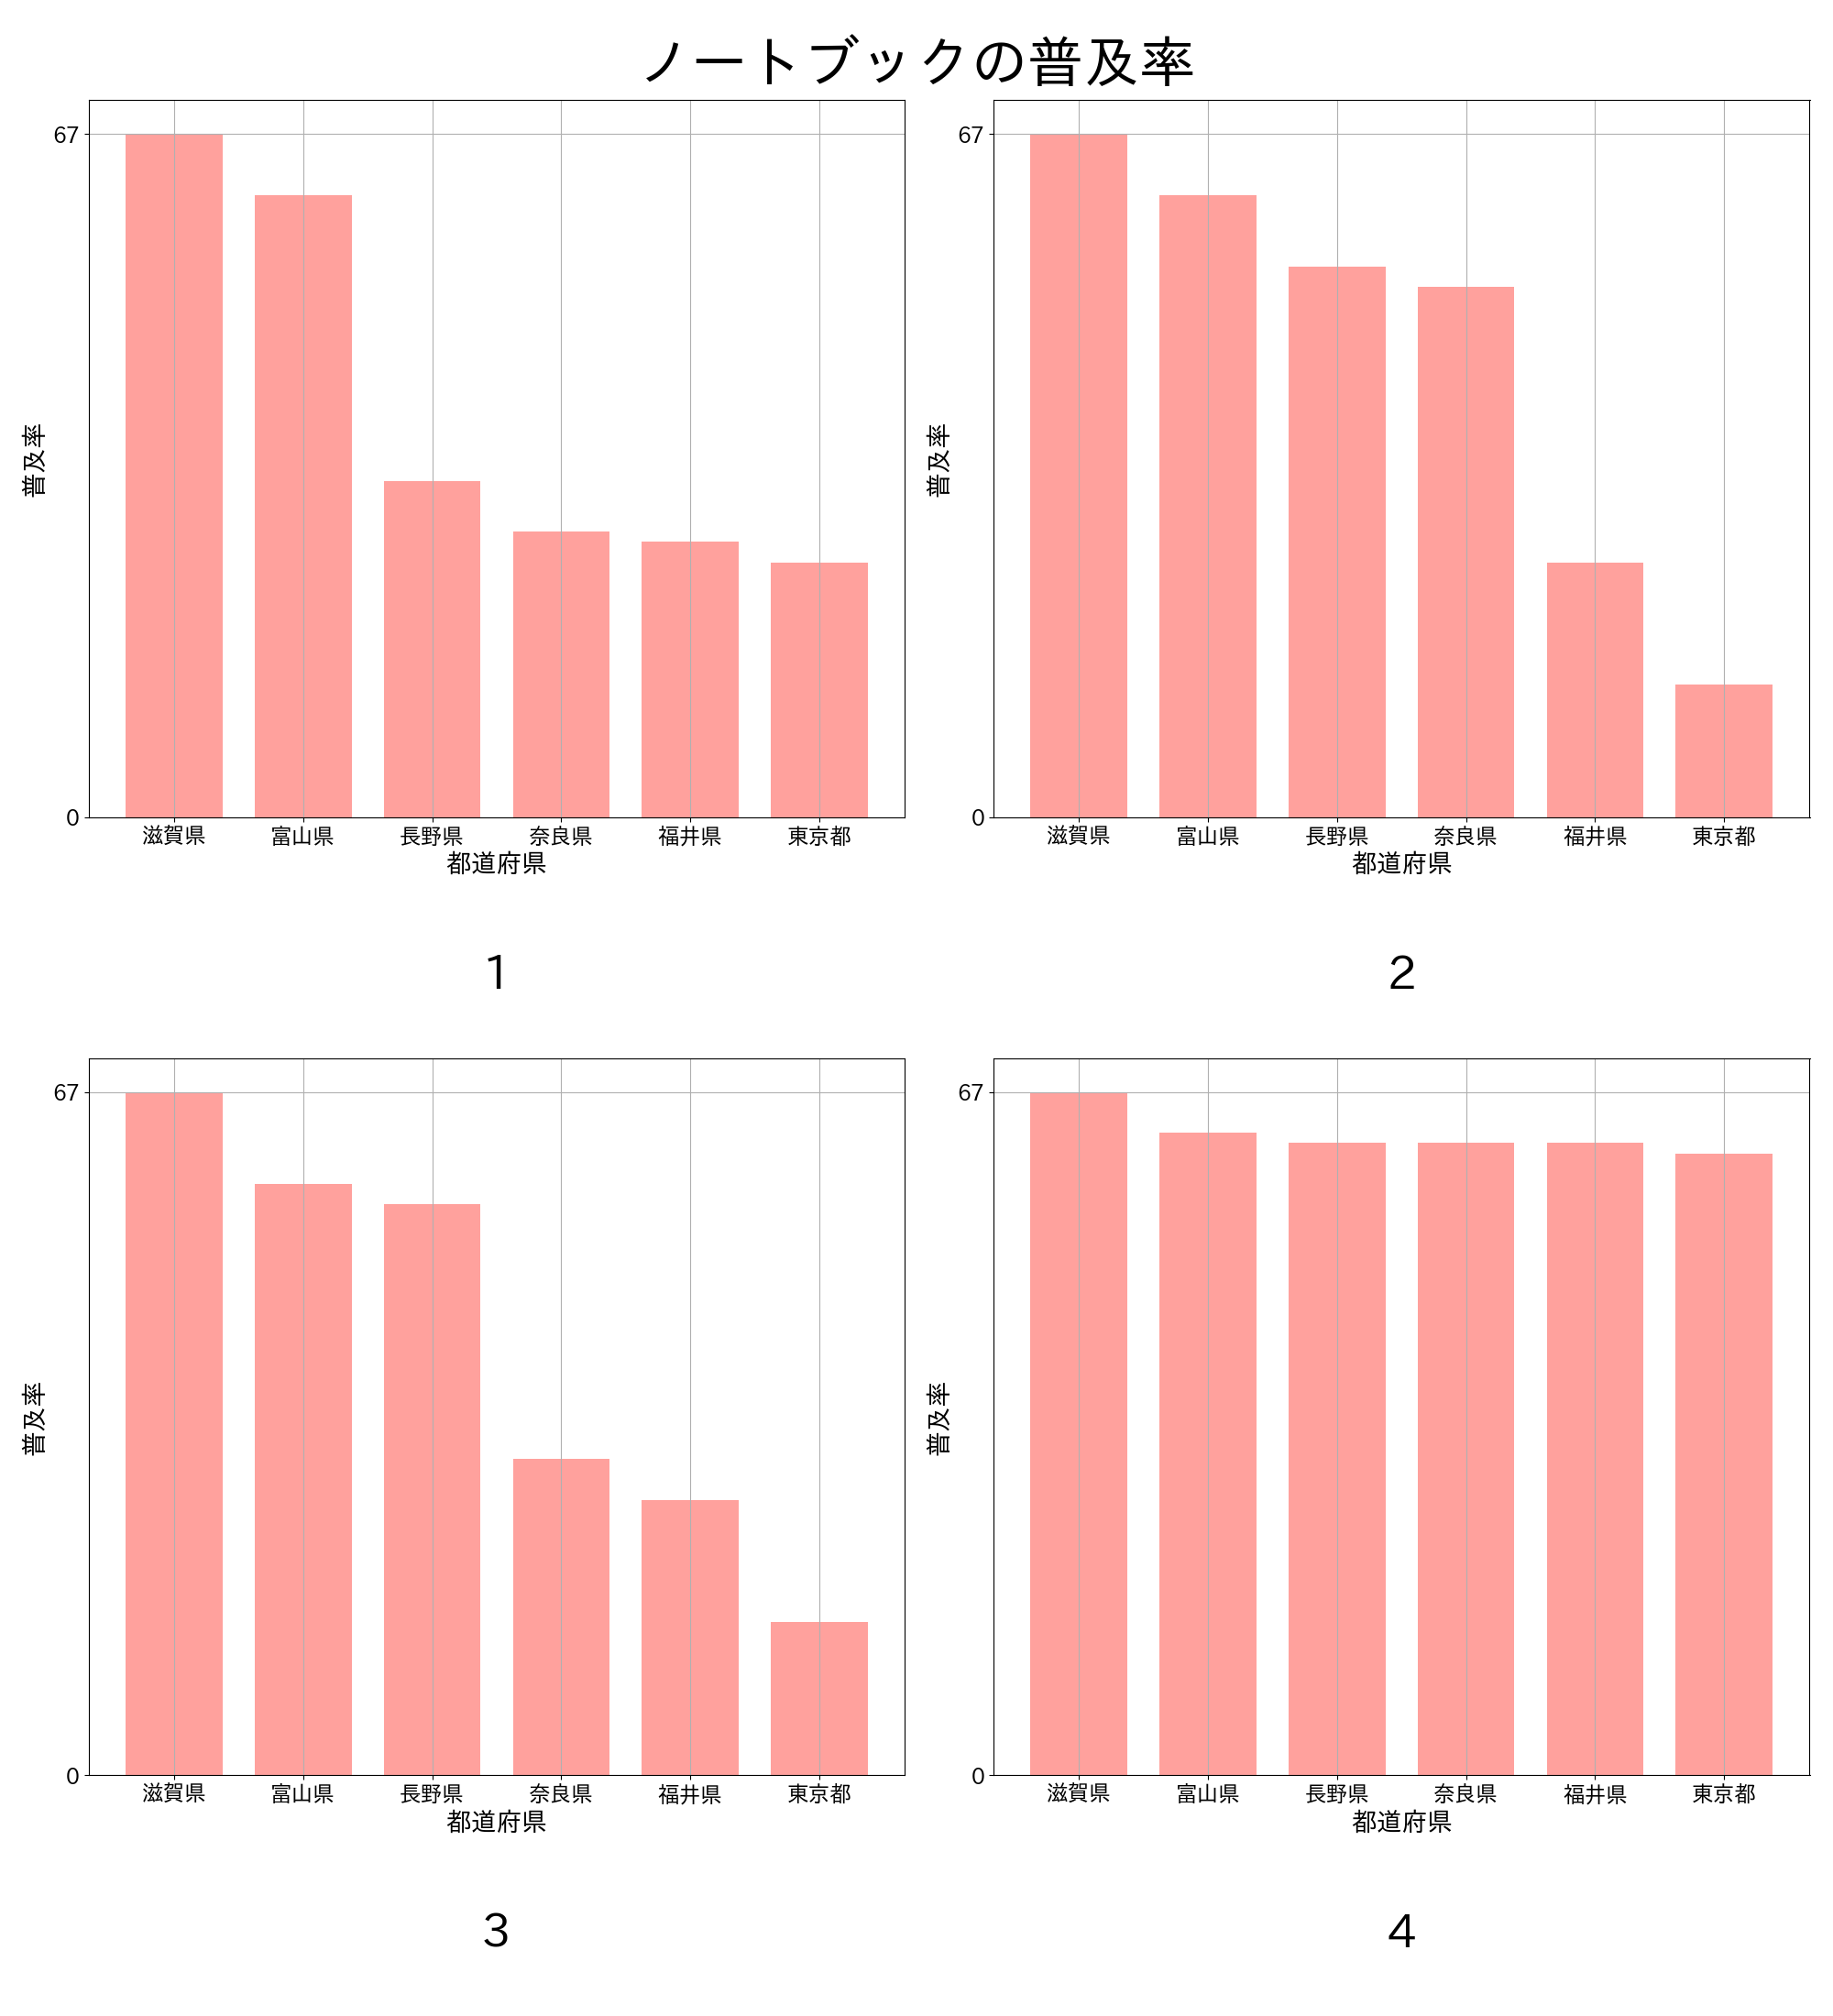 ノートブックの普及率
67
0
普及率
滋賀県 富山県 長野県 奈良県 福井県 東京都
都道府県
1
67
0
普及率
滋賀県 富山県 長野県 奈良県 福井県 東京都
都道府県
2
67
0
普及率
滋賀県 富山県 長野県 奈良県 福井県 東京都
都道府県
3
67
0
普及率
滋賀県 富山県 長野県 奈良県 福井県 東京都
都道府県
4